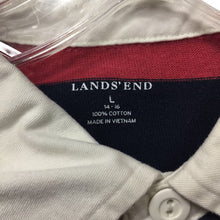 LANDS' END
L
14 - 16
100% COTTON
MADE IN VIETNAM